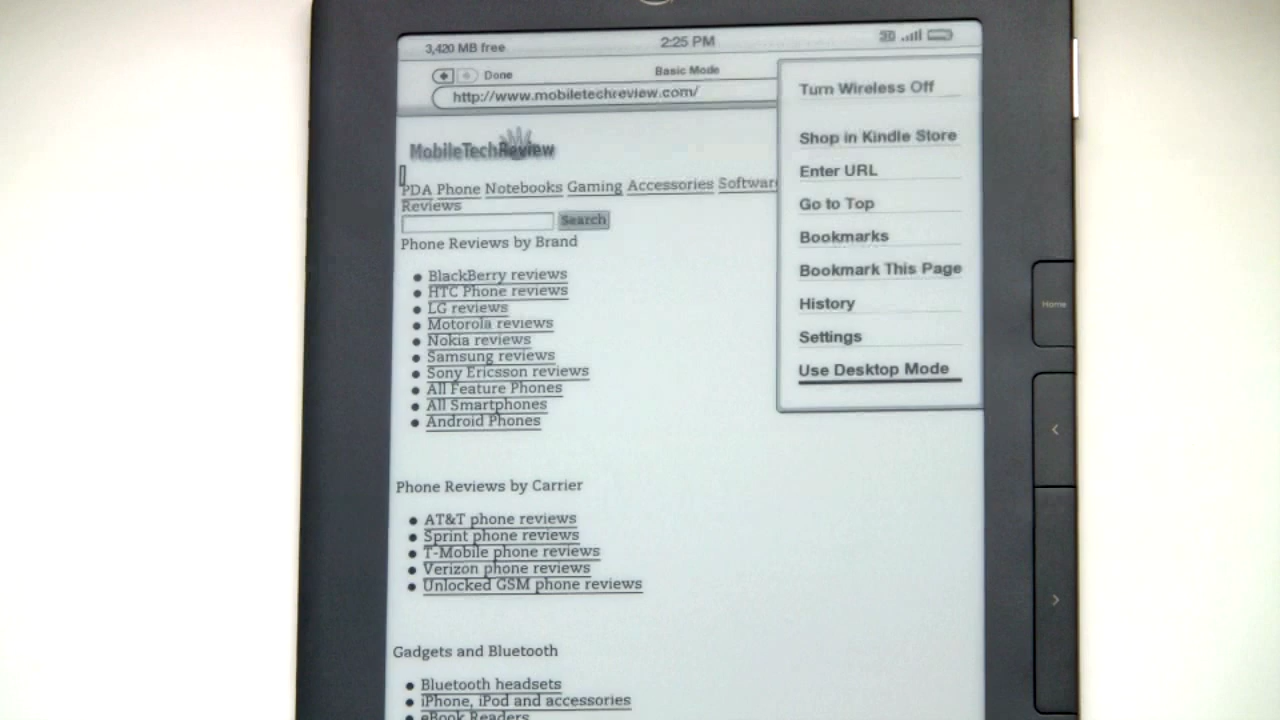 3,420 MB free
2:25 PM
3G
Done
Basic Mode
http://www.mobiletechreview.com/
MobileTechReview
PDA Phone Notebooks Gaming Accessories Softwar
Reviews
Search
Phone Reviews by Brand
BlackBerry reviews
HTC Phone reviews
LG reviews
Motorola reviews
Nokia reviews
Samsung reviews
Sony Ericsson reviews
All Feature Phones
All Smartphones
Android Phones
Phone Reviews by Carrier
AT&T phone reviews
Sprint phone reviews
T-Mobile phone reviews
Verizon phone reviews
Unlocked GSM phone reviews
Gadgets and Bluetooth
Bluetooth headsets
iPhone, iPod and accessories
eBook Readers
Turn Wireless Off
Shop in Kindle Store
Enter URL
Go to Top
Bookmarks
Bookmark This Page
History
Settings
Use Desktop Mode
Home
<
>